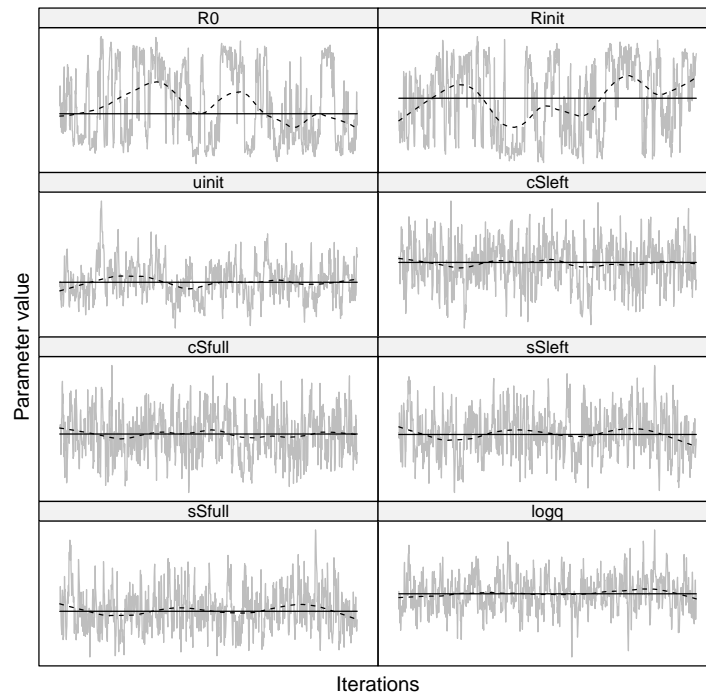 R0
Rinit
uinit
cSleft
cSfull
sSleft
sSfull
logq
Parameter value
Iterations